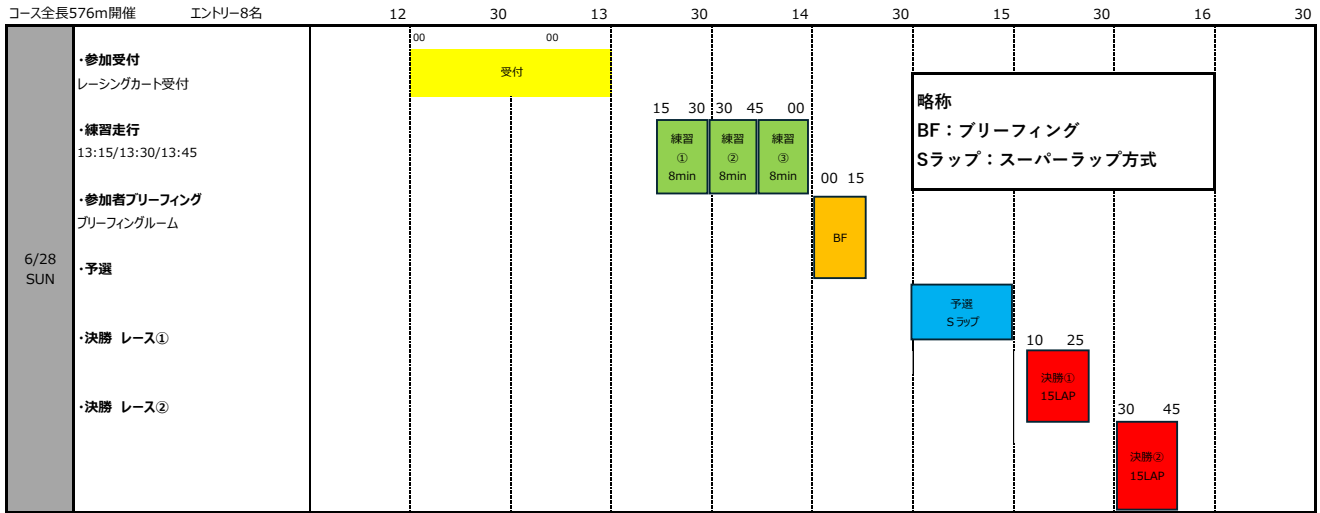 コース全長576m開催 エントリー8名 12 30 13 30 14 30 15 30 16 30
00 00
・参加受付
レーシングカート受付
受付
・練習走行
13:15/13:30/13:45
15 30 30 45 00
練習
①
8min
練習
②
8min
練習
③
8min
略称
BF：ブリーフィング
Sラップ：スーパーラップ方式
・参加者ブリーフィング
ブリーフィングルーム
00 15
BF
6/28
SUN
・予選
予選
Sラップ
・決勝 レース①
10 25
決勝①
15LAP
・決勝 レース②
30 45
決勝②
15LAP